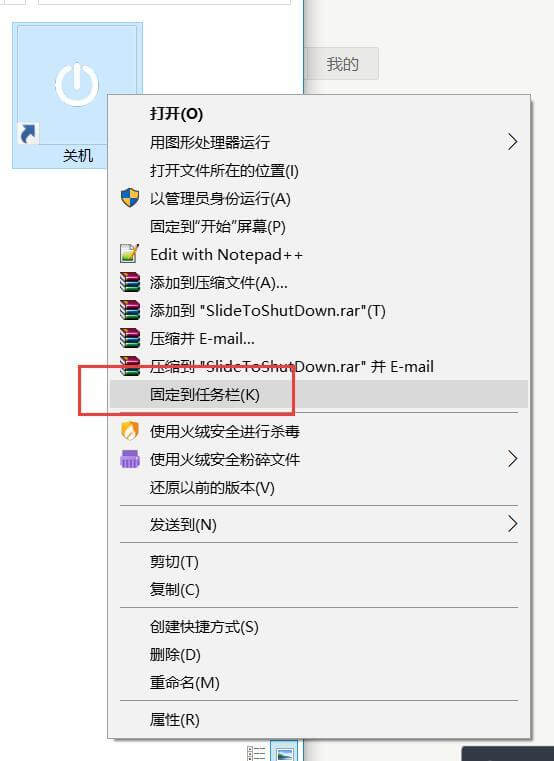 我的
关机
打开(O)
用图形处理器运行
打开文件所在的位置(I)
以管理员身份运行(A)
固定到"开始"屏幕(P)
Edit with Notepad++
添加到压缩文件(A)...
添加到 "SlideToShutDown.rar"(T)
压缩并 E-mail...
压缩到 "SlideToShutDown.rar" 并 E-mail
固定到任务栏(K)
使用火绒安全进行杀毒
使用火绒安全粉碎文件
还原以前的版本(V)
发送到(N)
剪切(T)
复制(C)
创建快捷方式(S)
删除(D)
重命名(M)
属性(R)